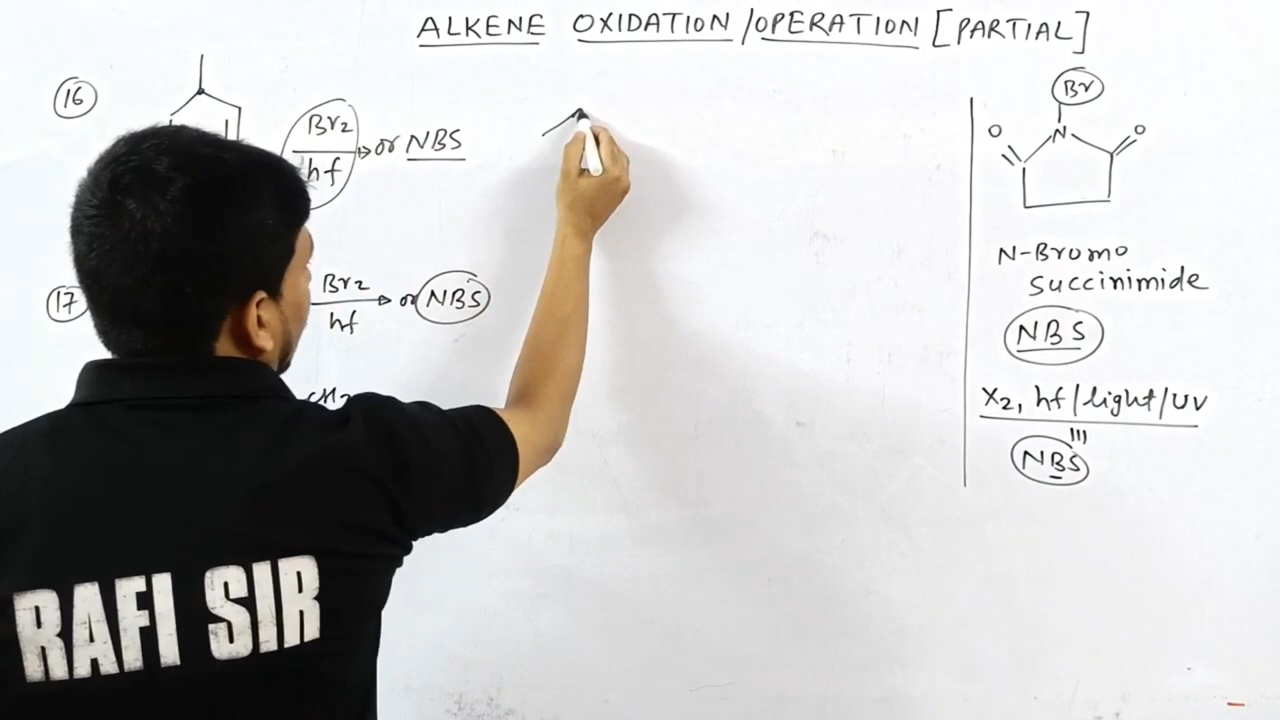 ALKENE OXIDATION/OPERATION [PARTIAL]
16
Br2
hf
or NBS
17
Br2
hf
or NBS
Br
N
O
O
N-Bromo
Succinimide
NBS
X2, hf/light/UV
NBS
RAFI SIR